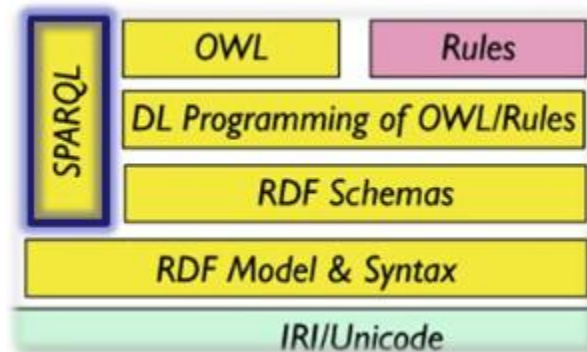 SPARQL
OWL
Rules
DL Programming of OWL/Rules
RDF Schemas
RDF Model & Syntax
IRI/Unicode